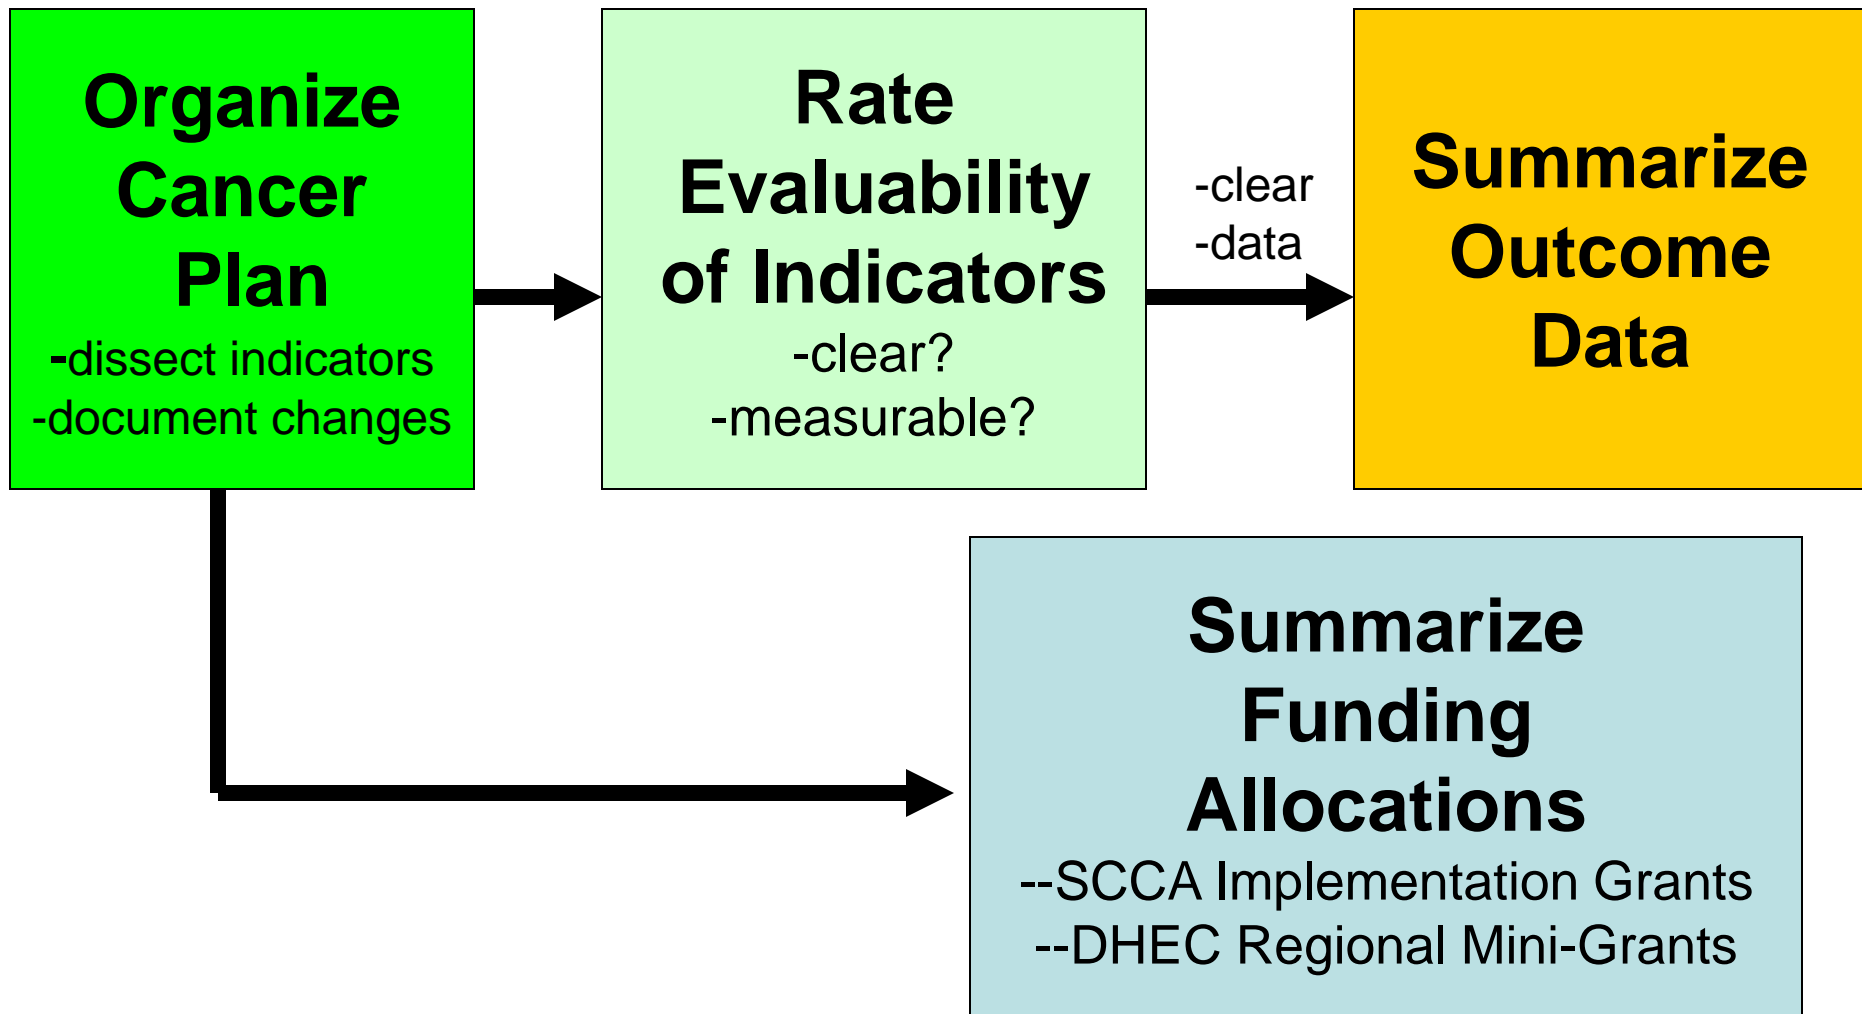 Organize
Cancer
Plan
-dissect indicators
-document changes
Rate
Evaluability
of Indicators
-clear?
-measurable?
-clear
-data
Summarize
Outcome
Data
Summarize
Funding
Allocations
--SCCA Implementation Grants
--DHEC Regional Mini-Grants